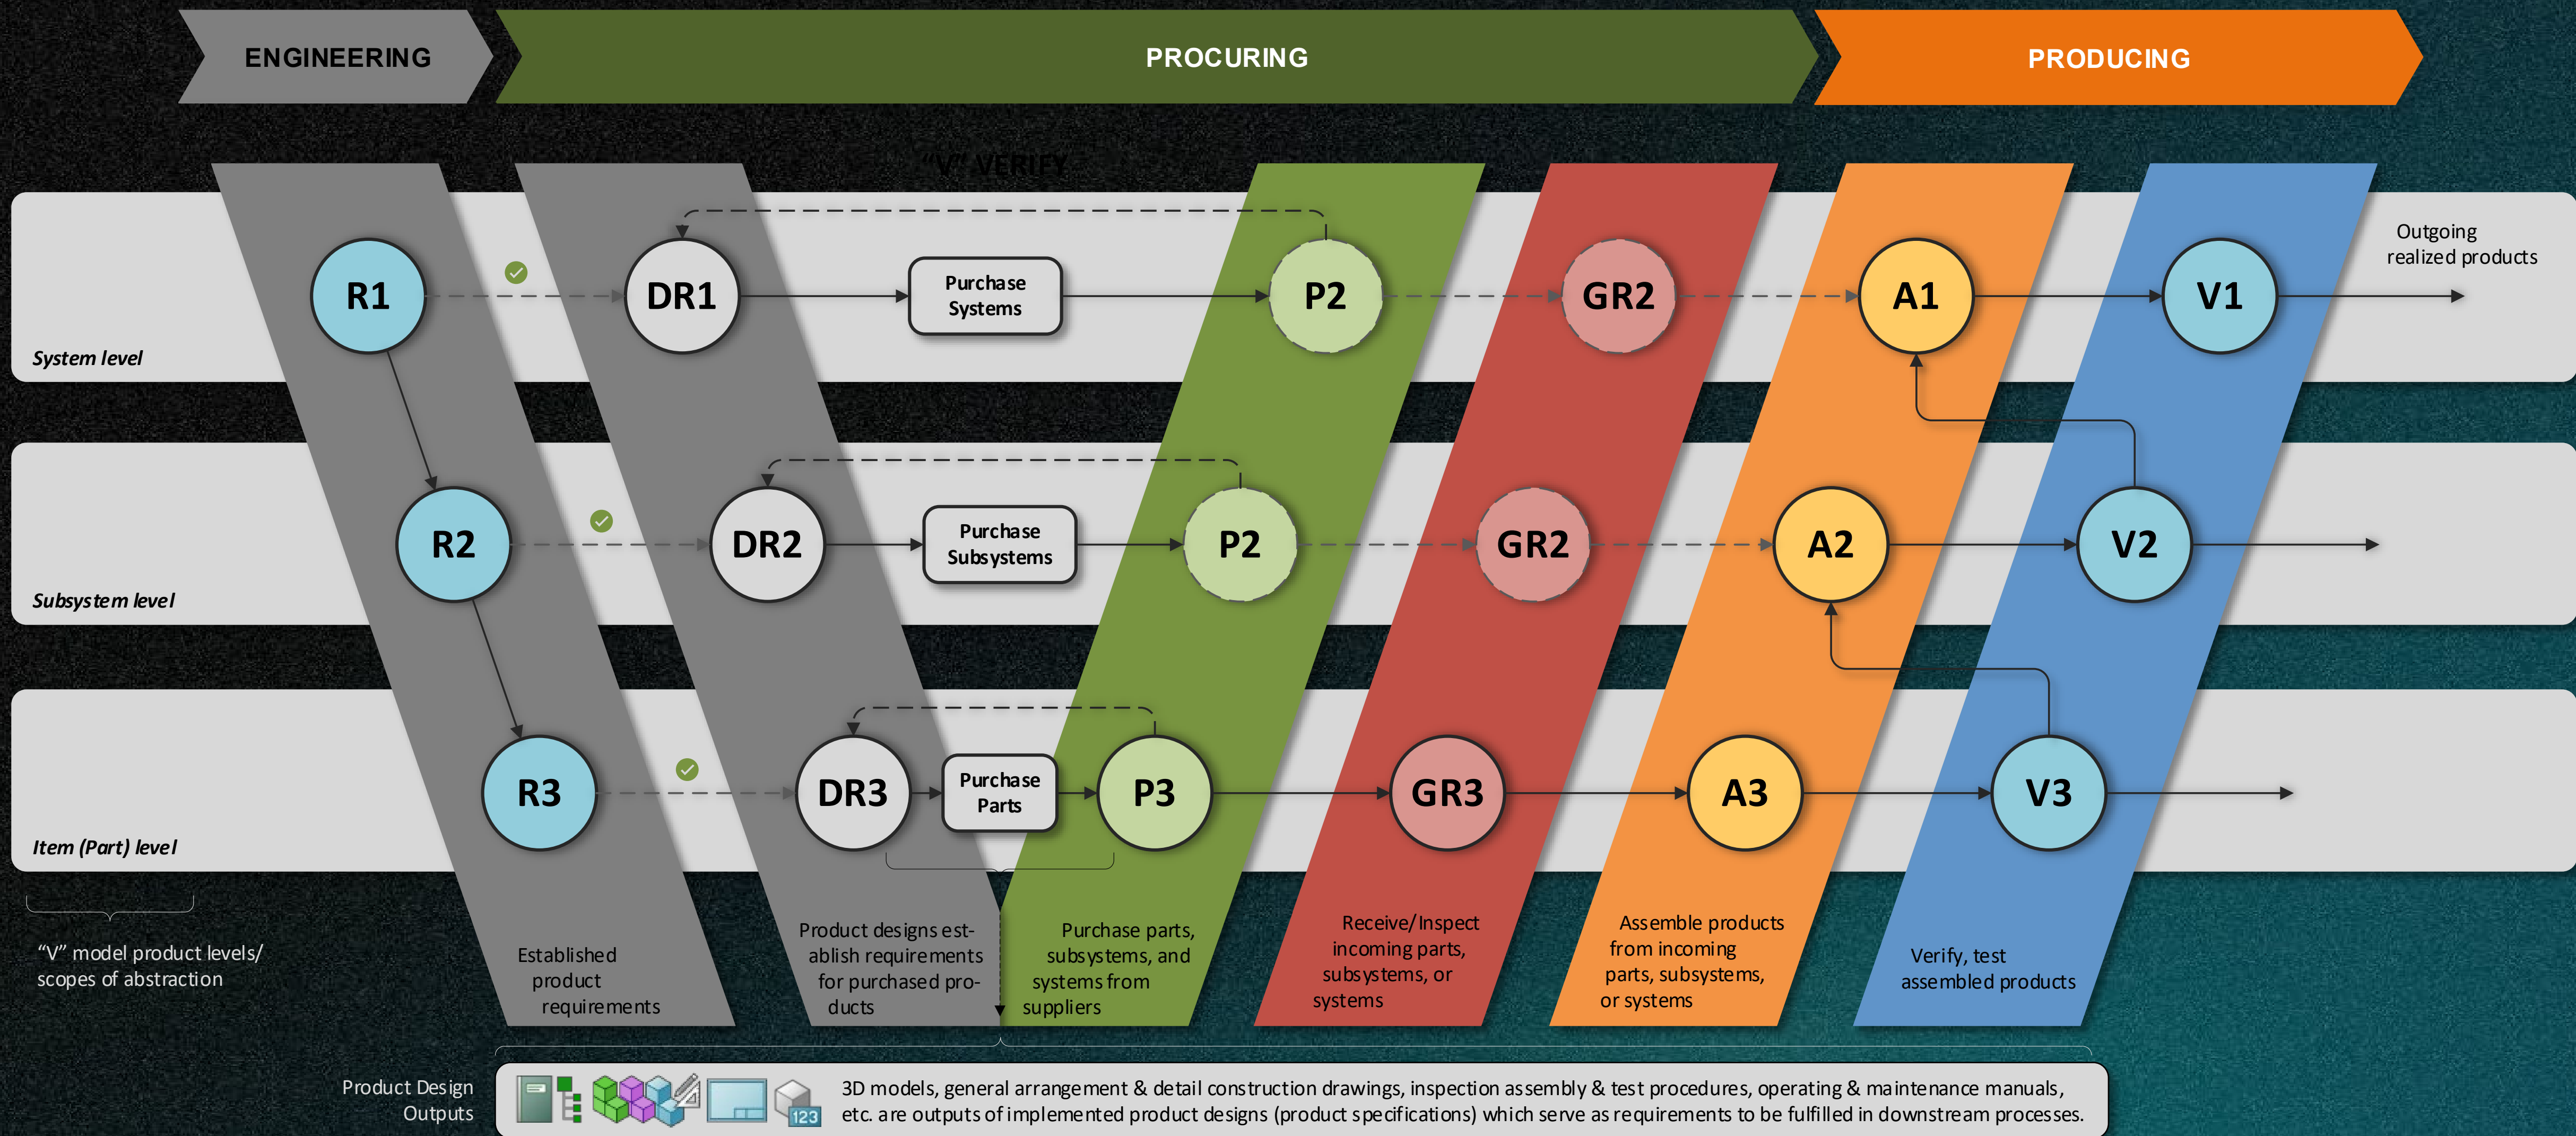 ENGINEERING
PROCURING
PRODUCING
“V” VERIFY
R1
DR1
Purchase
Systems
P2
GR2
A1
V1
Outgoing
realized products
System level
R2
DR2
Purchase
Subsystems
P2
GR2
A2
V2
Subsystem level
R3
DR3
Purchase
Parts
P3
GR3
A3
V3
Item (Part) level
“V” model product levels/
scopes of abstraction
Established
product
requirements
Product designs est-
ablish requirements
for purchased pro-
ducts
Purchase parts,
subsystems, and
systems from
suppliers
Receive/Inspect
incoming parts,
subsystems, or
systems
Assemble products
from incoming
parts, subsystems,
or systems
Verify, test
assembled products
Product Design
Outputs
123
3D models, general arrangement & detail construction drawings, inspection assembly & test procedures, operating & maintenance manuals,
etc. are outputs of implemented product designs (product specifications) which serve as requirements to be fulfilled in downstream processes.